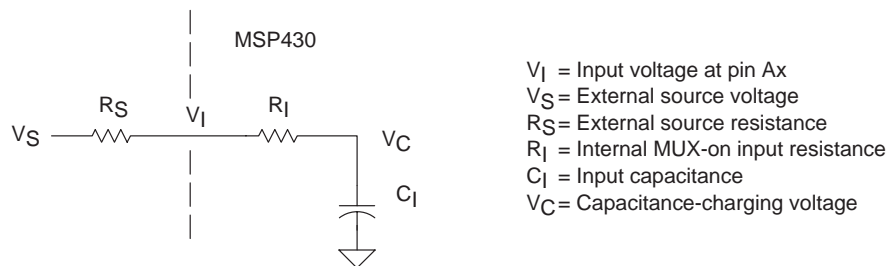 MSP430
RS
VI
RI
VS
VC
CI
VI = Input voltage at pin Ax
VS = External source voltage
RS = External source resistance
RI = Internal MUX-on input resistance
CI = Input capacitance
VC = Capacitance-charging voltage